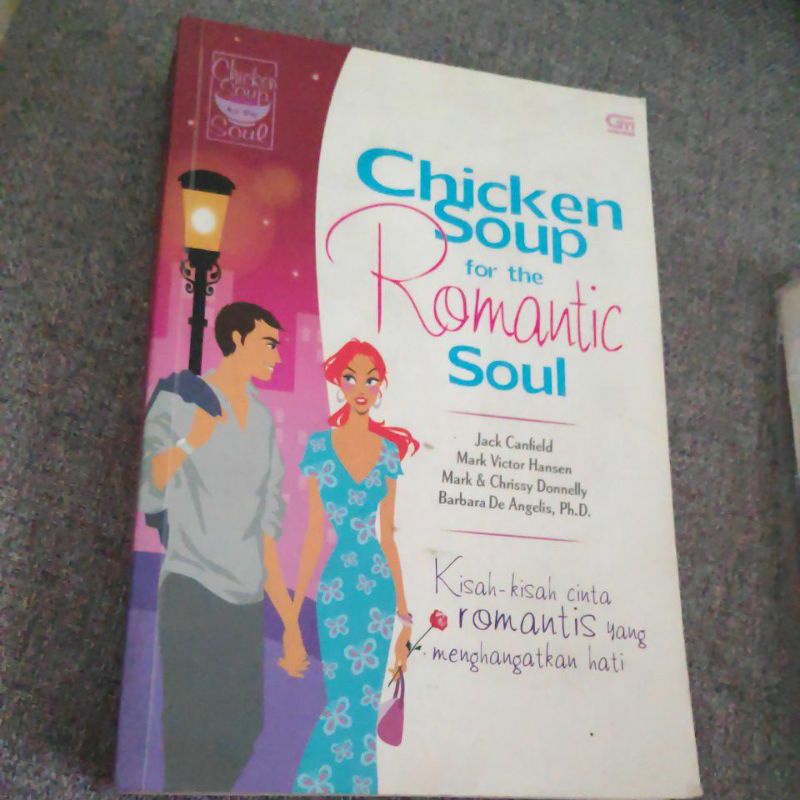 Chicken
Soup
for the
Soul
GM
Chicken
Soup
for the
Romantic
Soul
Jack Canfield
Mark Victor Hansen
Mark & Chrissy Donnelly
Barbara De Angelis, Ph.D.
Kisah-kisah cinta
romantis yang
menghangatkan hati